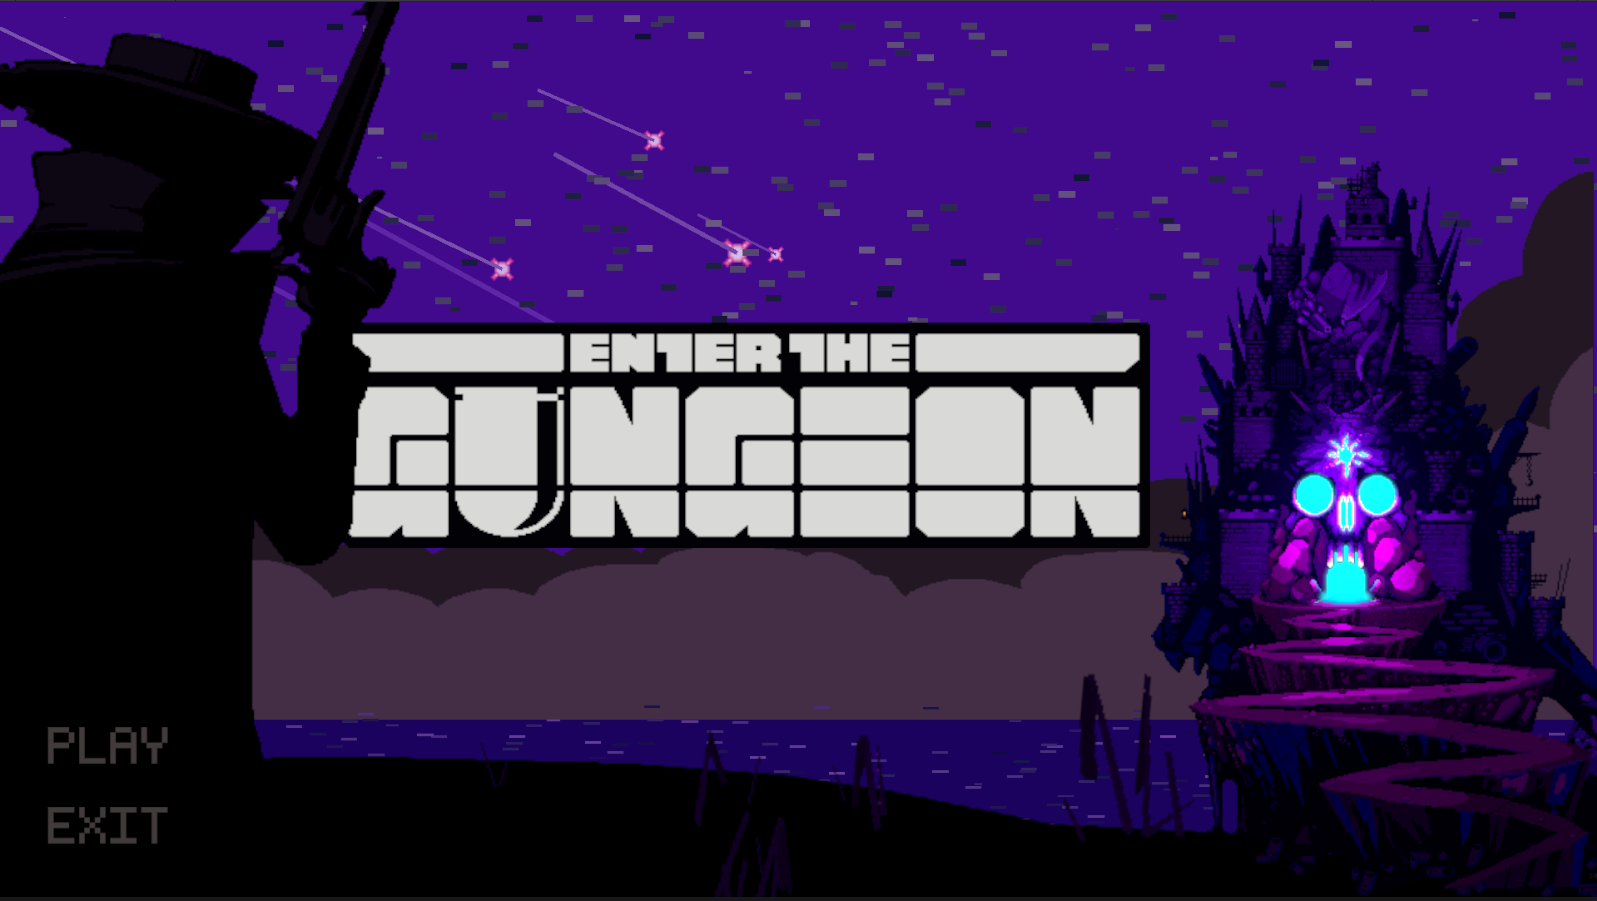 ENTER THE
GUNGEON
PLAY
EXIT